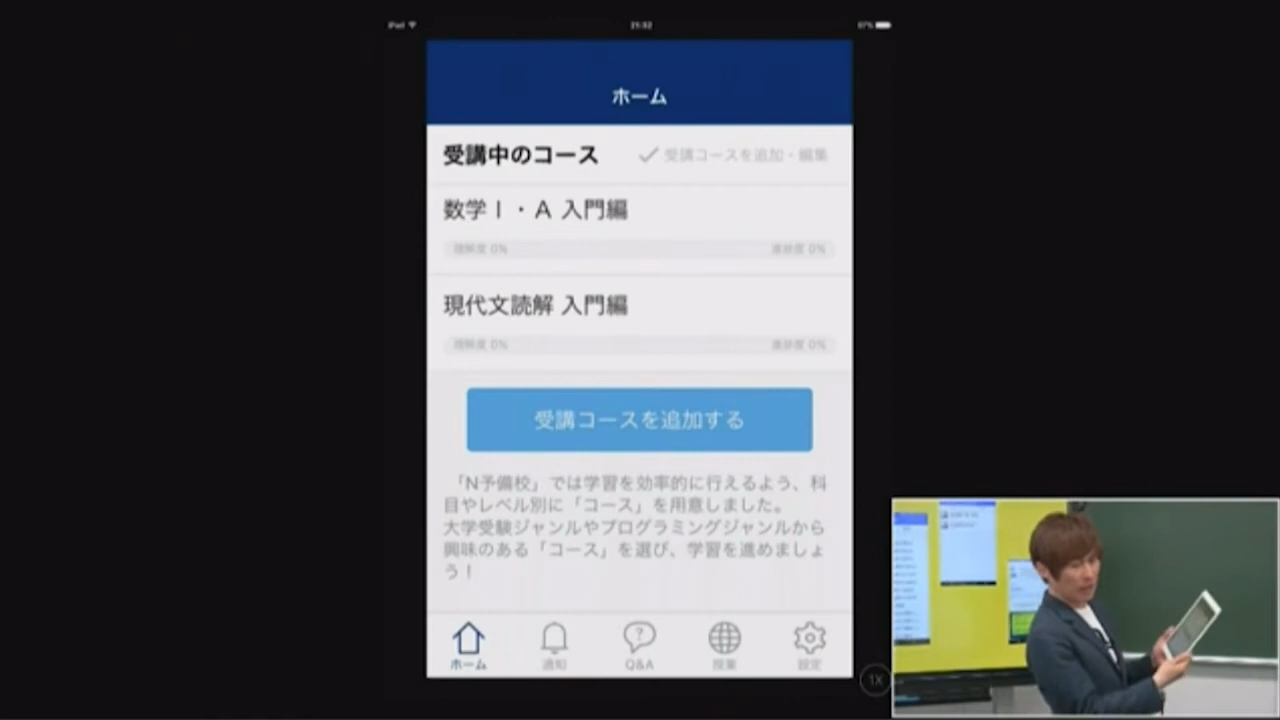 iPad
21:52
97%
ホーム
受講中のコース
受講コースを追加・編集
数学Ⅰ・A 入門編
理解度 0%
進捗度 0%
現代文読解 入門編
理解度 0%
進捗度 0%
受講コースを追加する
「N予備校」では学習を効率的に行えるよう、科
目やレベル別に「コース」を用意しました。
大学受験ジャンルやプログラミングジャンルから
興味のある「コース」を選び、学習を進めましょ
う！
ホーム
通知
Q&A
授業
設定
1X